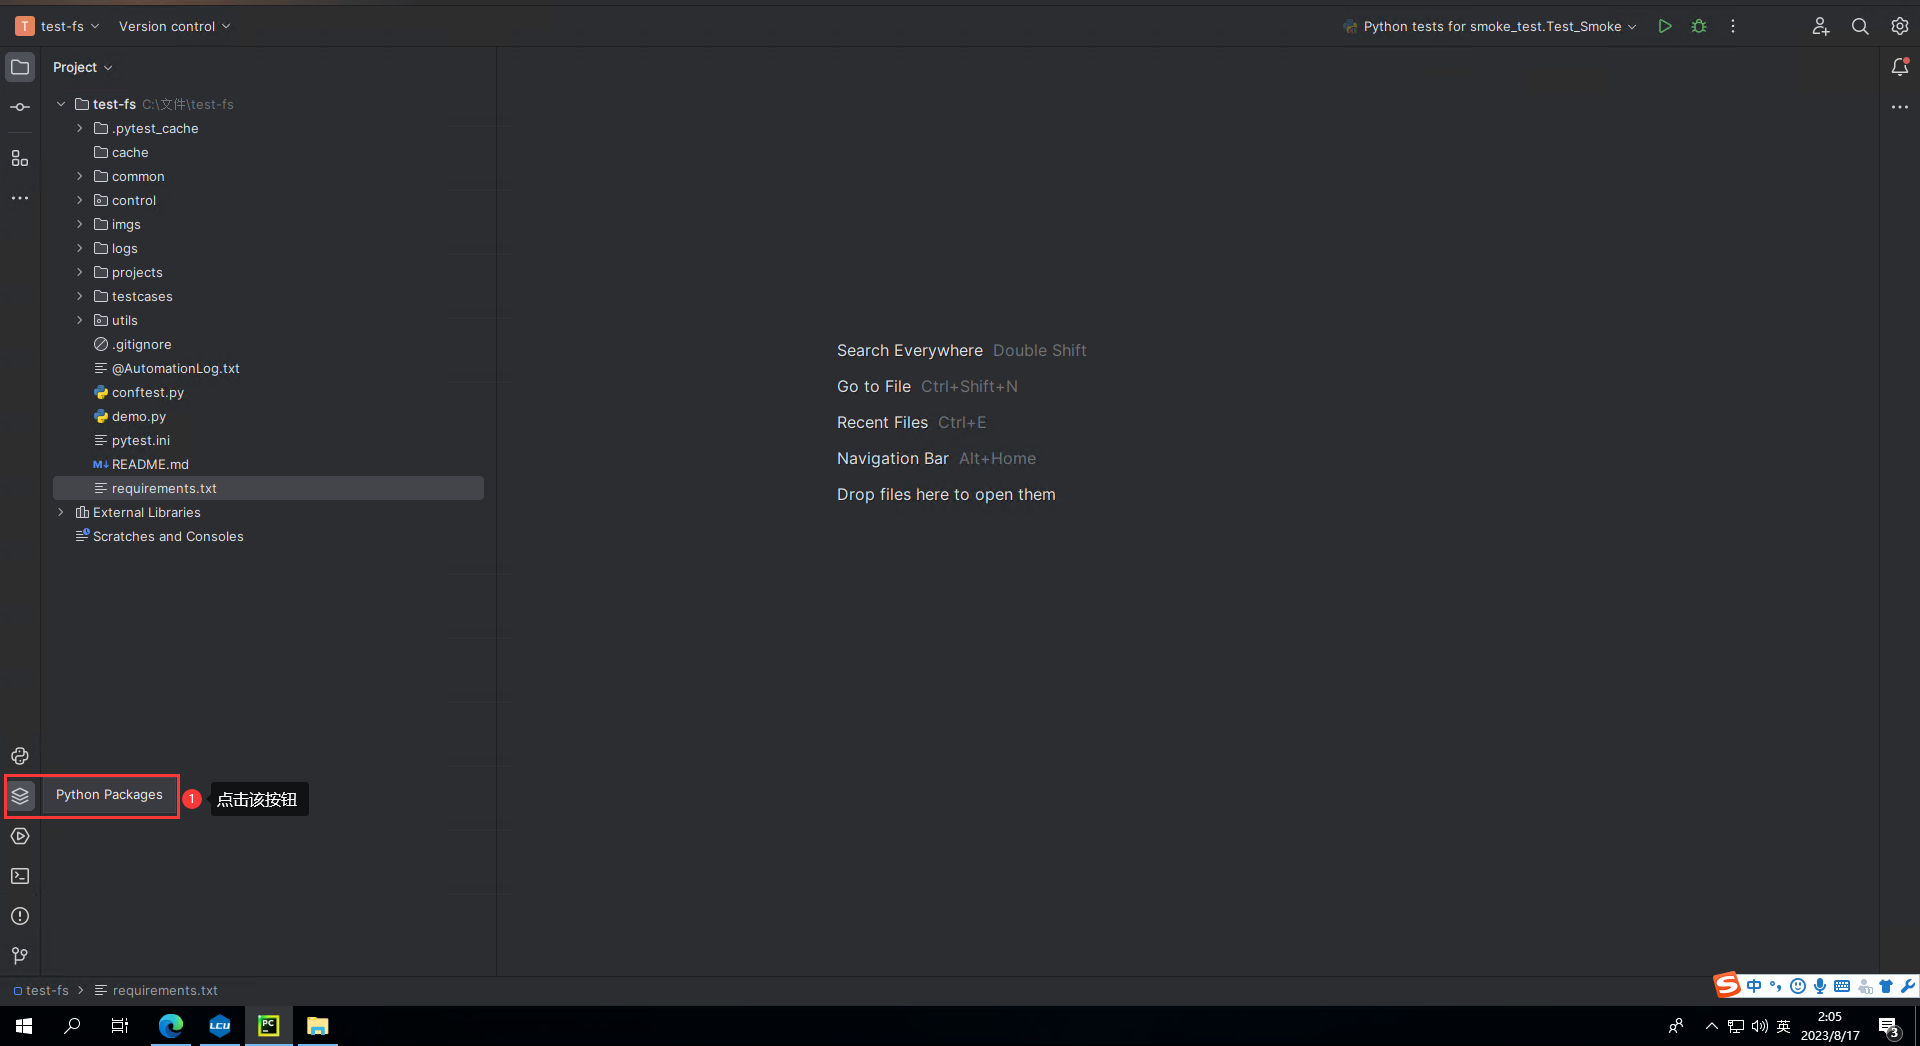 T test-fs Version control
Python tests for smoke_test.Test_Smoke
Project
test-fs C:\文件\test-fs
.pytest_cache
cache
common
control
imgs
logs
projects
testcases
utils
.gitignore
@AutomationLog.txt
conftest.py
demo.py
pytest.ini
M↓ README.md
requirements.txt
External Libraries
Scratches and Consoles
Search Everywhere Double Shift
Go to File Ctrl+Shift+N
Recent Files Ctrl+E
Navigation Bar Alt+Home
Drop files here to open them
Python Packages 1 点击该按钮
test-fs > requirements.txt
S 中
LCU PC
英
2:05
2023/8/17
3